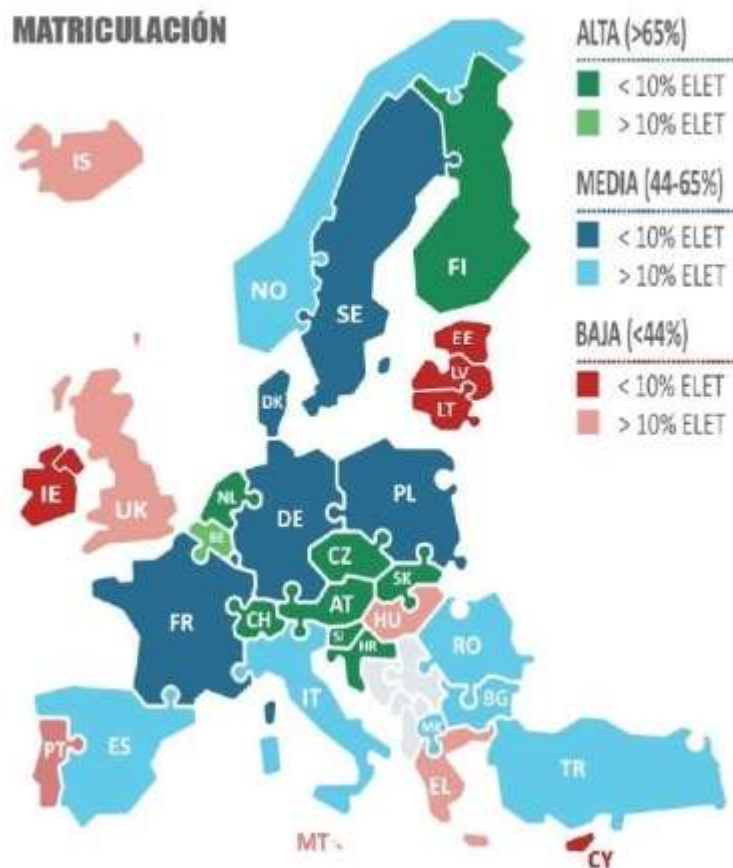 MATRICULACIÓN
ALTA (>65%)
< 10% ELET
> 10% ELET
MEDIA (44-65%)
< 10% ELET
> 10% ELET
BAJA (<44%)
< 10% ELET
> 10% ELET
IS
NO
SE
FI
EE
LV
LT
DK
IE
UK
NL
BE
DE
PL
CZ
SK
FR
CH
AT
HU
SI
HR
RO
IT
BG
MK
PT
ES
EL
TR
MT
CY